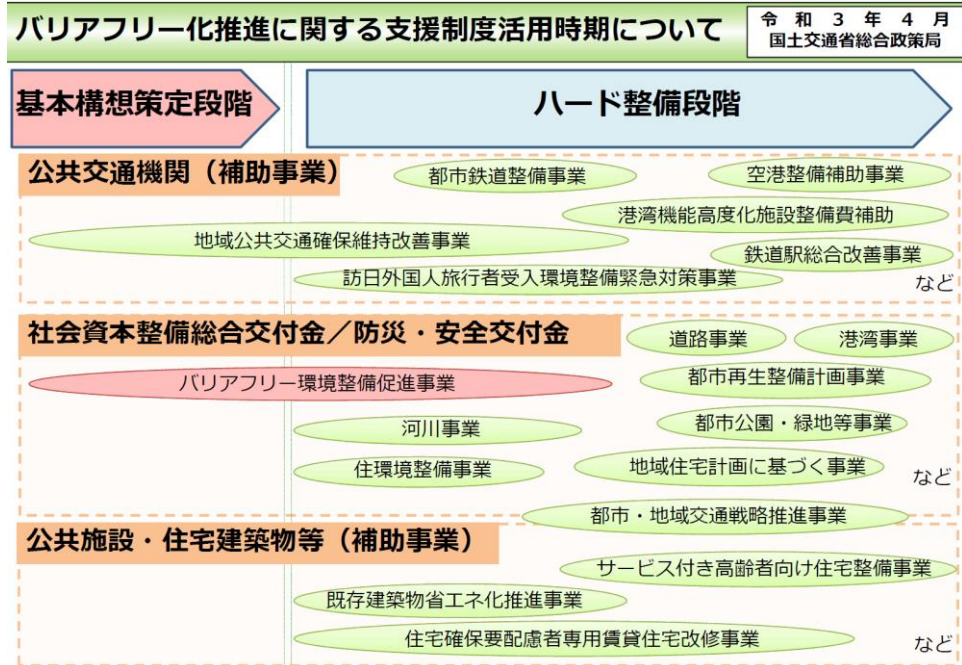 バリアフリー化推進に関する支援制度活用時期について
令和3年4月
国土交通省総合政策局
基本構想策定段階
ハード整備段階
公共交通機関（補助事業）
都市鉄道整備事業
空港整備補助事業
港湾機能高度化施設整備費補助
地域公共交通確保維持改善事業
鉄道駅総合改善事業
訪日外国人旅行者受入環境整備緊急対策事業
など
社会資本整備総合交付金／防災・安全交付金
道路事業
港湾事業
バリアフリー環境整備促進事業
都市再生整備計画事業
河川事業
都市公園・緑地等事業
住環境整備事業
地域住宅計画に基づく事業
など
都市・地域交通戦略推進事業
公共施設・住宅建築物等（補助事業）
サービス付き高齢者向け住宅整備事業
既存建築物省エネ化推進事業
住宅確保要配慮者専用賃貸住宅改修事業
など